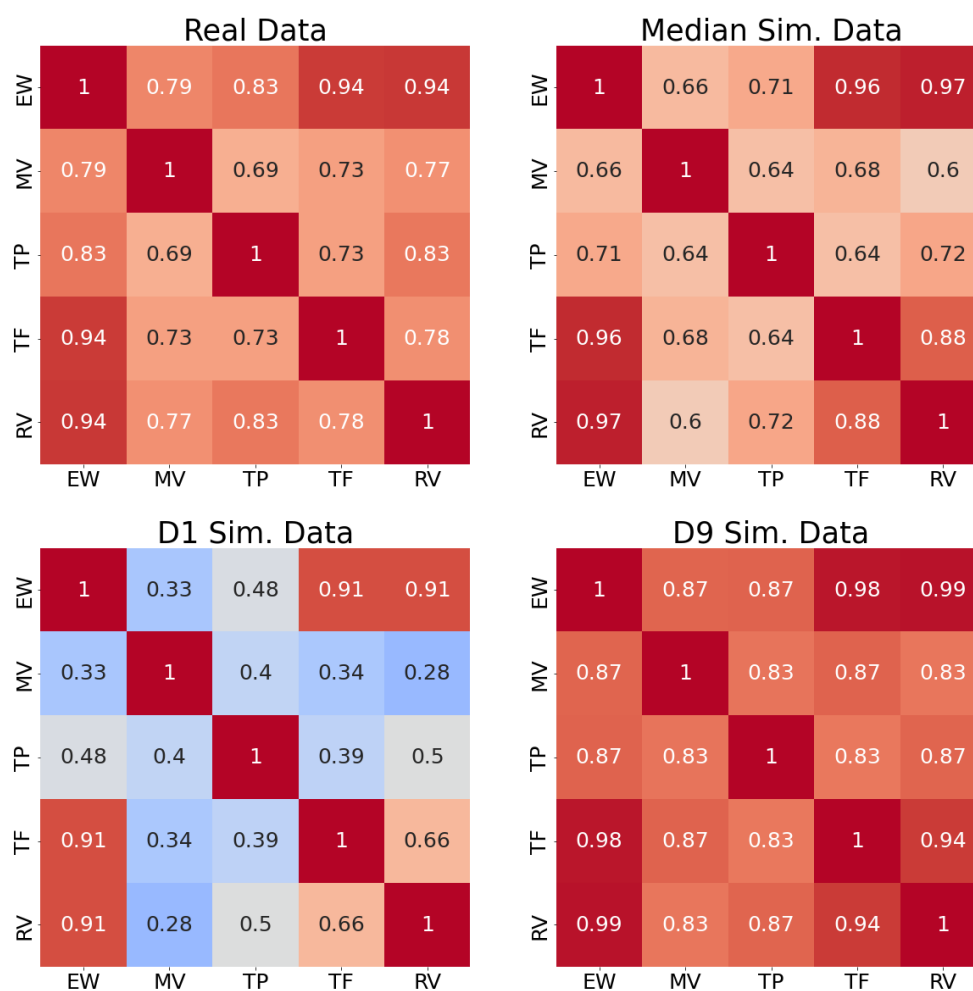 Real Data
EW 1 0.79 0.83 0.94 0.94
MV 0.79 1 0.69 0.73 0.77
TP 0.83 0.69 1 0.73 0.83
TF 0.94 0.73 0.73 1 0.78
RV 0.94 0.77 0.83 0.78 1
EW MV TP TF RV
Median Sim. Data
EW 1 0.66 0.71 0.96 0.97
MV 0.66 1 0.64 0.68 0.6
TP 0.71 0.64 1 0.64 0.72
TF 0.96 0.68 0.64 1 0.88
RV 0.97 0.6 0.72 0.88 1
EW MV TP TF RV
D1 Sim. Data
EW 1 0.33 0.48 0.91 0.91
MV 0.33 1 0.4 0.34 0.28
TP 0.48 0.4 1 0.39 0.5
TF 0.91 0.34 0.39 1 0.66
RV 0.91 0.28 0.5 0.66 1
EW MV TP TF RV
D9 Sim. Data
EW 1 0.87 0.87 0.98 0.99
MV 0.87 1 0.83 0.87 0.83
TP 0.87 0.83 1 0.83 0.87
TF 0.98 0.87 0.83 1 0.94
RV 0.99 0.83 0.87 0.94 1
EW MV TP TF RV